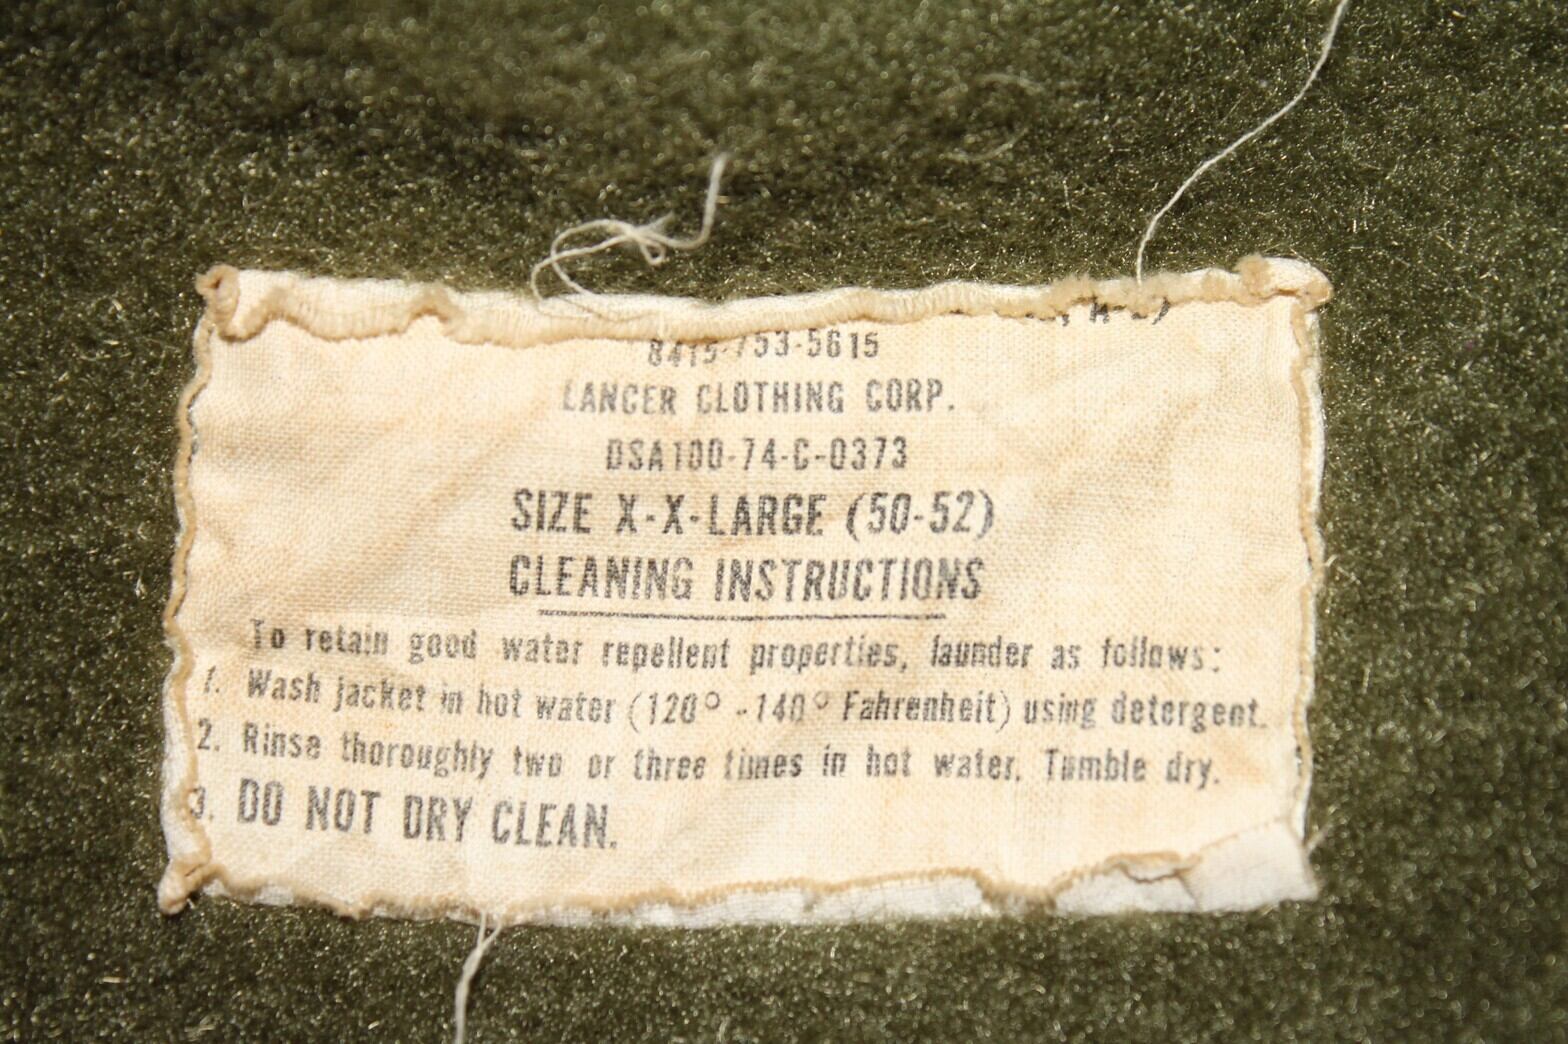 8415-753-5615
LANCER CLOTHING CORP.
DSA100-74-C-0373
SIZE X-X-LARGE (50-52)
CLEANING INSTRUCTIONS
To retain good water repellent properties, launder as follows:
1. Wash jacket in hot water (120° -140° Fahrenheit) using detergent.
2. Rinse thoroughly two or three times in hot water. Tumble dry.
3. DO NOT DRY CLEAN.